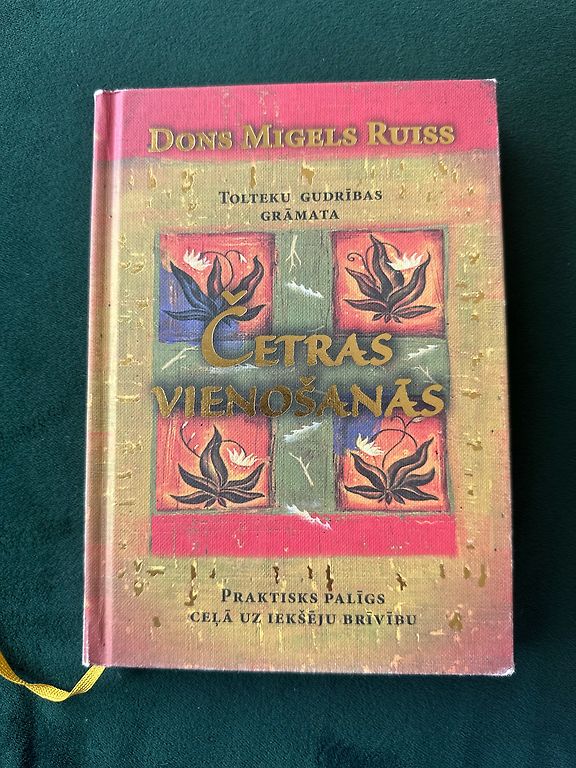 Dons Migels Ruiss
Tolteku gudrības
grāmata
Četras
vienošanās
Praktisks palīgs
ceļā uz iekšēju brīvību